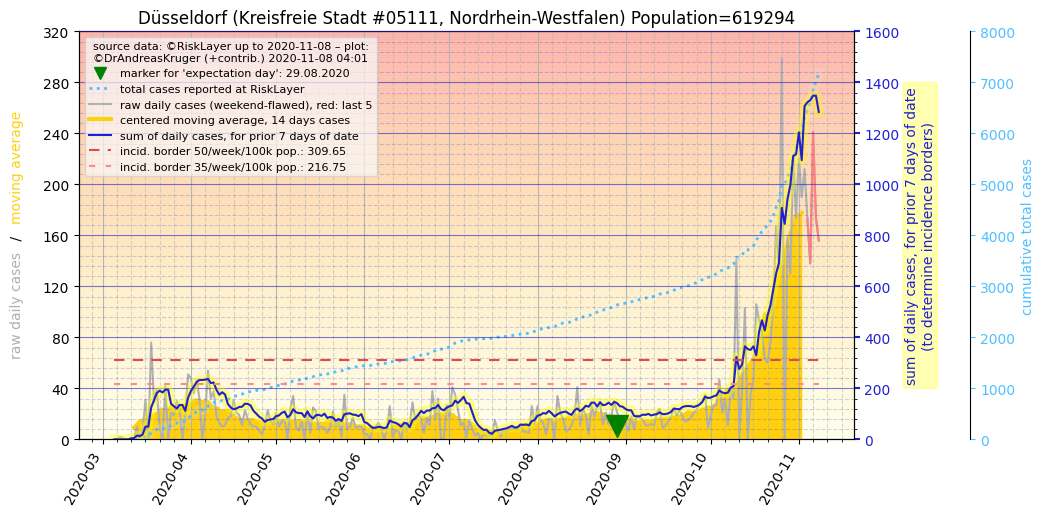 Düsseldorf (Kreisfreie Stadt #05111, Nordrhein-Westfalen) Population=619294
source data: ©RiskLayer up to 2020-11-08 – plot:
©DrAndreasKruger (+contrib.) 2020-11-08 04:01
marker for 'expectation day': 29.08.2020
total cases reported at RiskLayer
raw daily cases (weekend-flawed), red: last 5
centered moving average, 14 days cases
sum of daily cases, for prior 7 days of date
incid. border 50/week/100k pop.: 309.65
incid. border 35/week/100k pop.: 216.75
raw daily cases / moving average
320
280
240
200
160
120
80
40
0
2020-03
2020-04
2020-05
2020-06
2020-07
2020-08
2020-09
2020-10
2020-11
1600
1400
1200
1000
800
600
400
200
0
sum of daily cases, for prior 7 days of date
(to determine incidence borders)
8000
7000
6000
5000
4000
3000
2000
1000
0
cumulative total cases